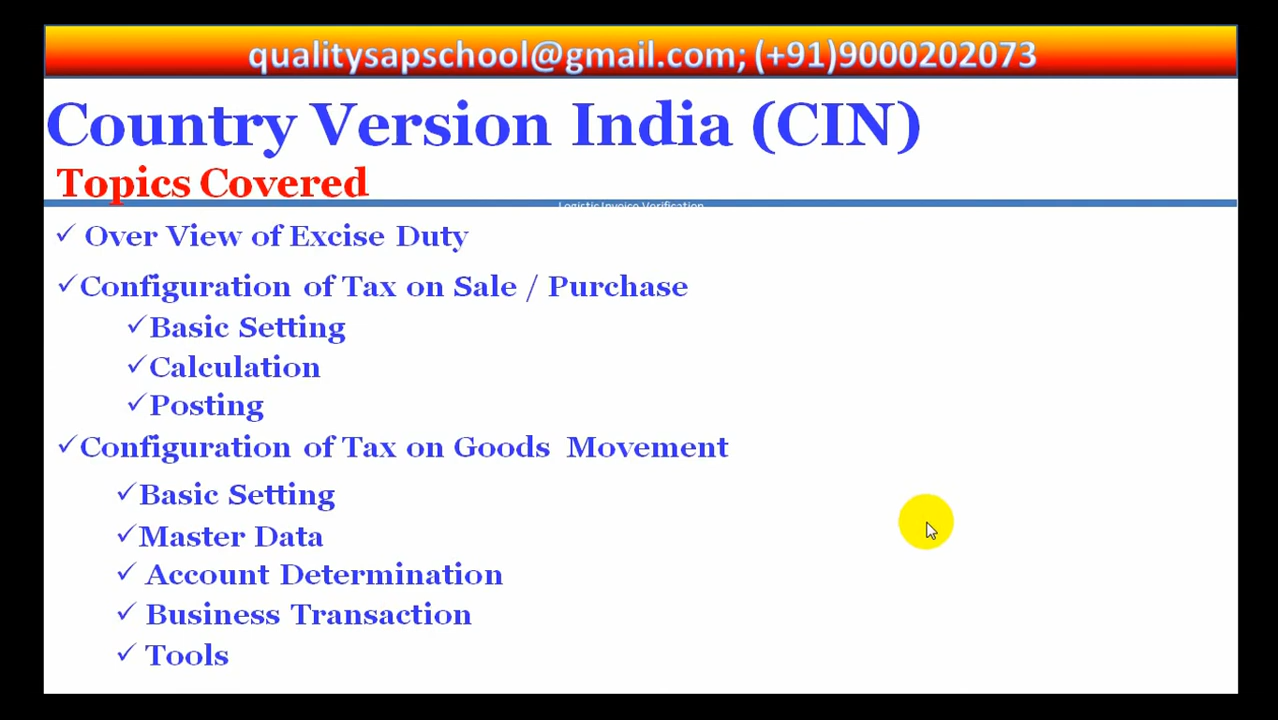 qualitysapschool@gmail.com; (+91)9000202073
Country Version India (CIN)
Topics Covered
Logistic Invoice Verification
✓ Over View of Excise Duty
✓ Configuration of Tax on Sale / Purchase
✓ Basic Setting
✓ Calculation
✓ Posting
✓ Configuration of Tax on Goods Movement
✓ Basic Setting
✓ Master Data
✓ Account Determination
✓ Business Transaction
✓ Tools